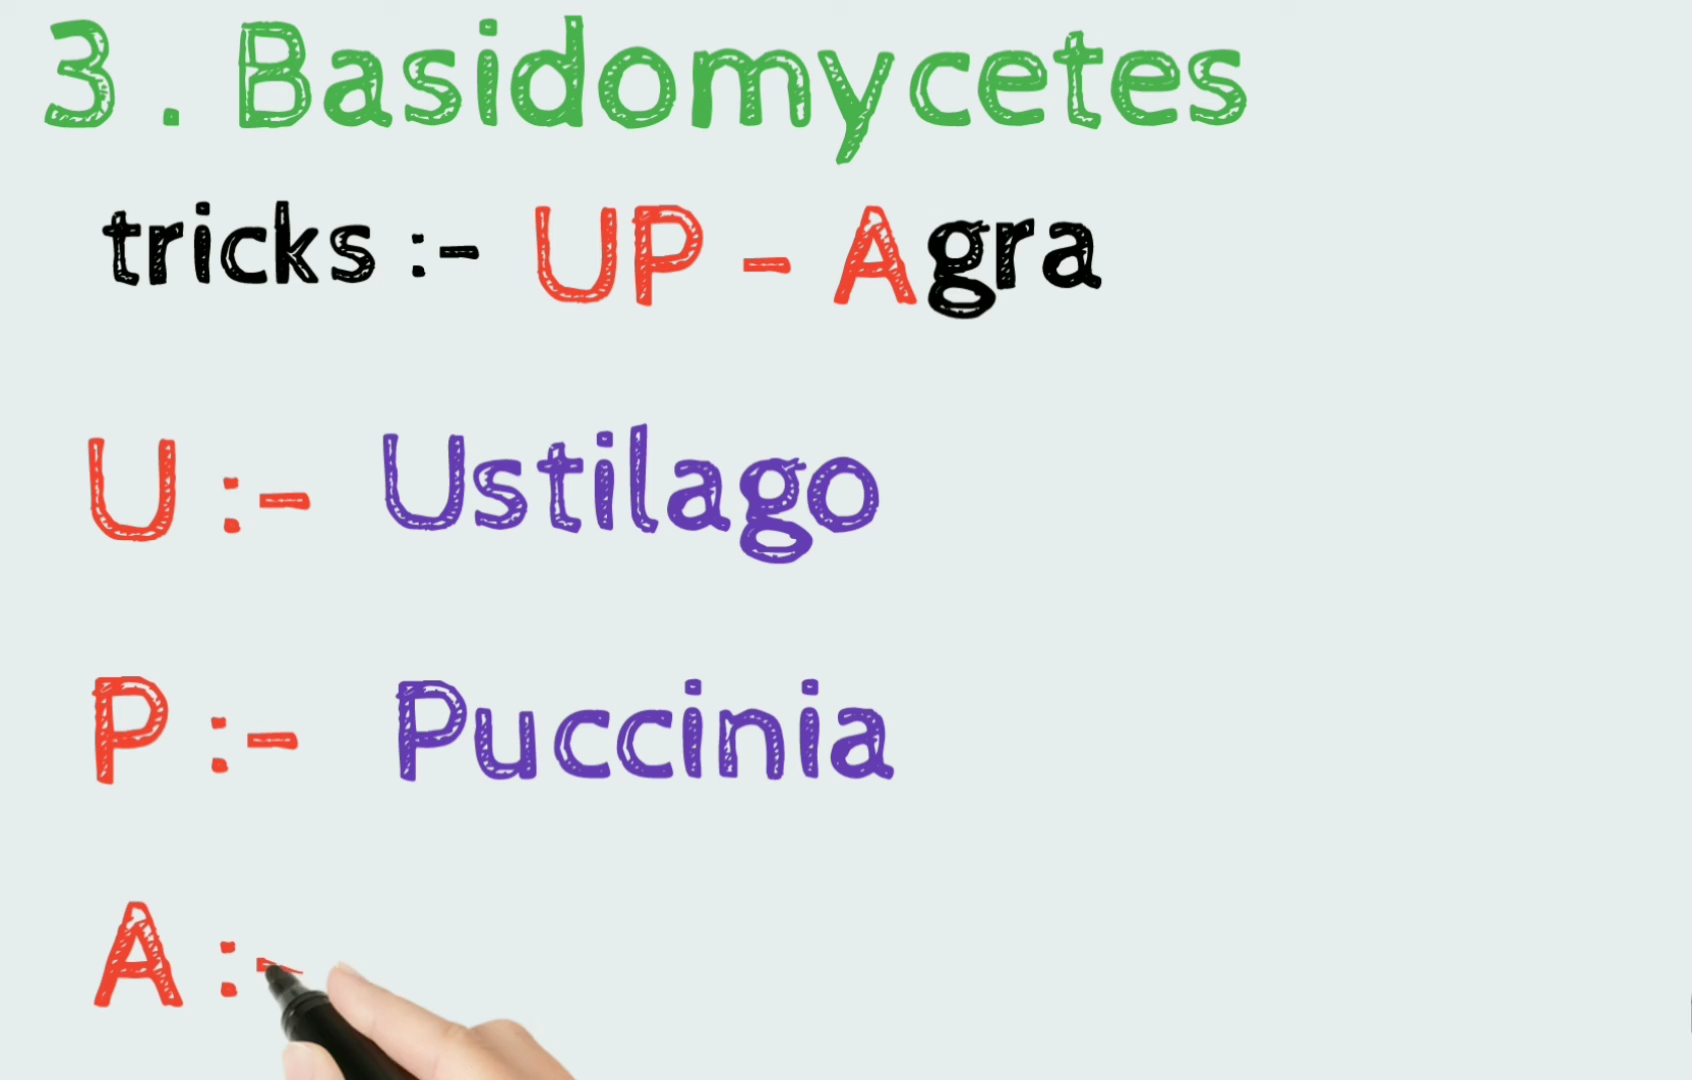 3 . Basidomycetes
tricks :- UP - Agra
U :- Ustilago
P :- Puccinia
A :-